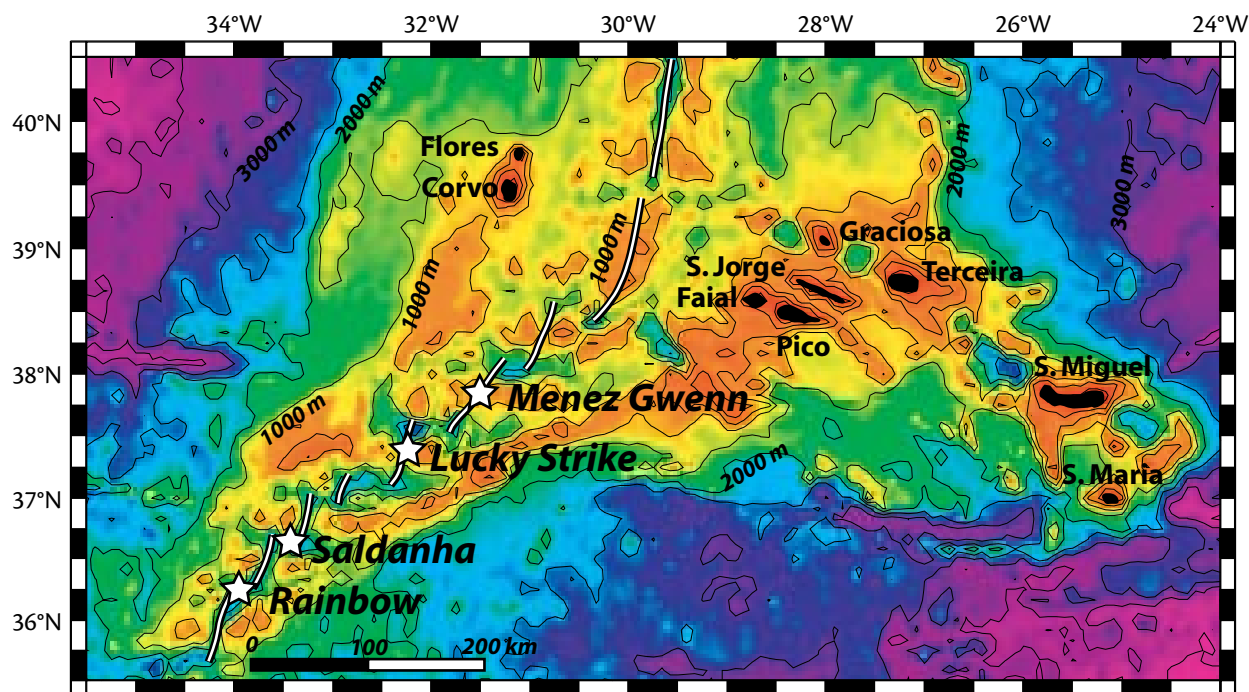 34°W 32°W 30°W 28°W 26°W 24°W
40°N
39°N
38°N
37°N
36°N
3000 m
2000 m
Flores
Corvo
1000 m
1000 m
2000 m
3000 m
Graciosa
S. Jorge
Terceira
Faial
Pico
S. Miguel
Menez Gwenn
1000 m
Lucky Strike
2000 m
S. Maria
Saldanha
Rainbow
0 100 200 km